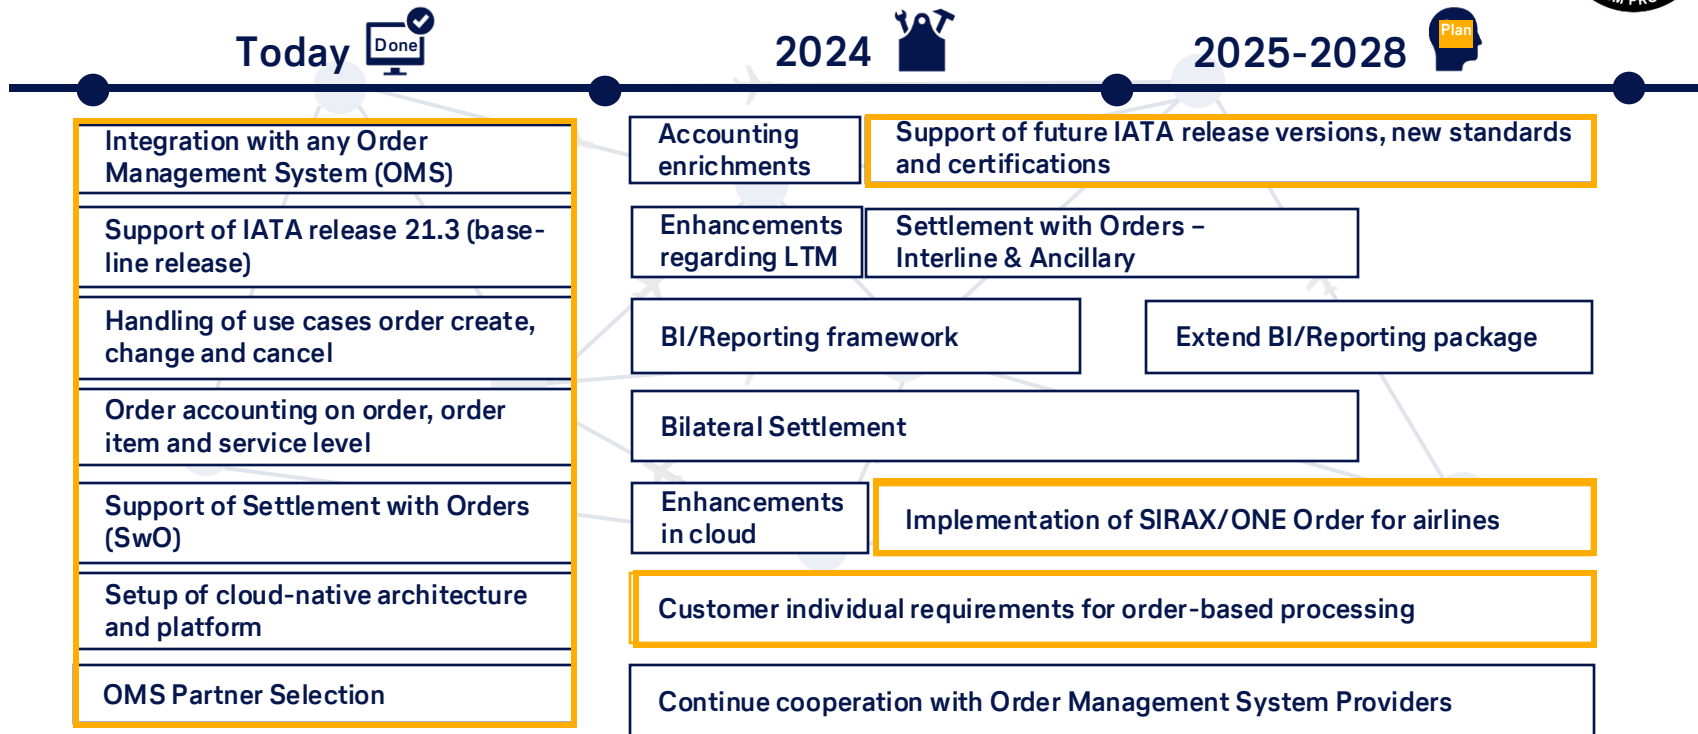 Today
Done
2024
2025-2028
Plan
Integration with any Order
Management System (OMS)
Support of IATA release 21.3 (base-
line release)
Handling of use cases order create,
change and cancel
Order accounting on order, order
item and service level
Support of Settlement with Orders
(SwO)
Setup of cloud-native architecture
and platform
OMS Partner Selection
Accounting
enrichments
Support of future IATA release versions, new standards
and certifications
Enhancements
regarding LTM
Settlement with Orders –
Interline & Ancillary
BI/Reporting framework
Extend BI/Reporting package
Bilateral Settlement
Enhancements
in cloud
Implementation of SIRAX/ONE Order for airlines
Customer individual requirements for order-based processing
Continue cooperation with Order Management System Providers